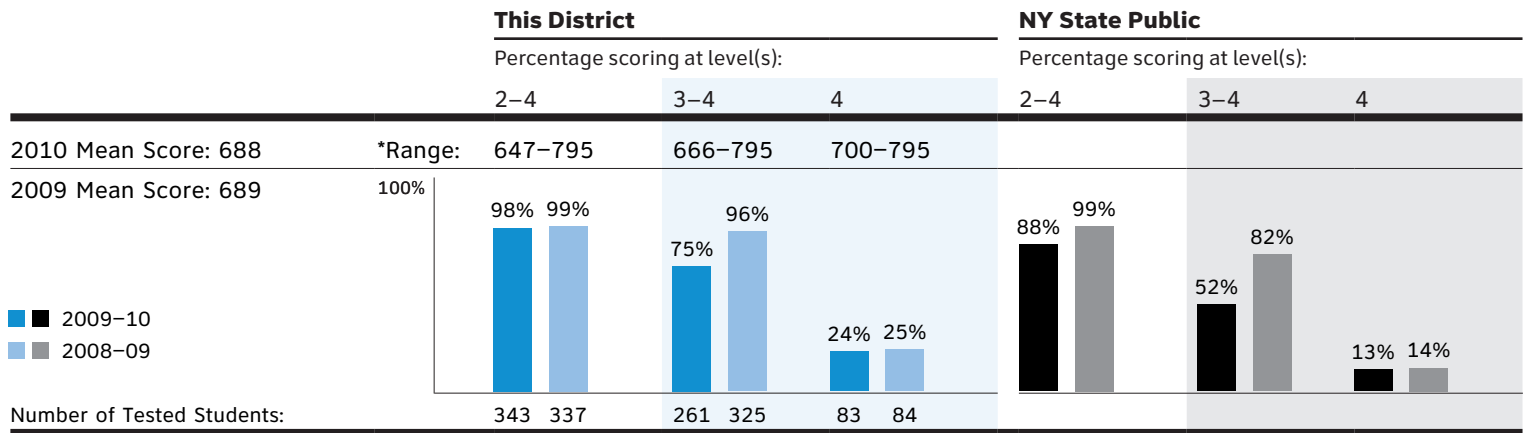 This District NY State Public
Percentage scoring at level(s): Percentage scoring at level(s):
2–4 3–4 4 2–4 3–4 4
2010 Mean Score: 688 *Range: 647–795 666–795 700–795
2009 Mean Score: 689 100%
98% 99% 96% 99%
75% 88% 82%
52%
24% 25% 13% 14%
2009–10
2008–09
Number of Tested Students: 343 337 261 325 83 84